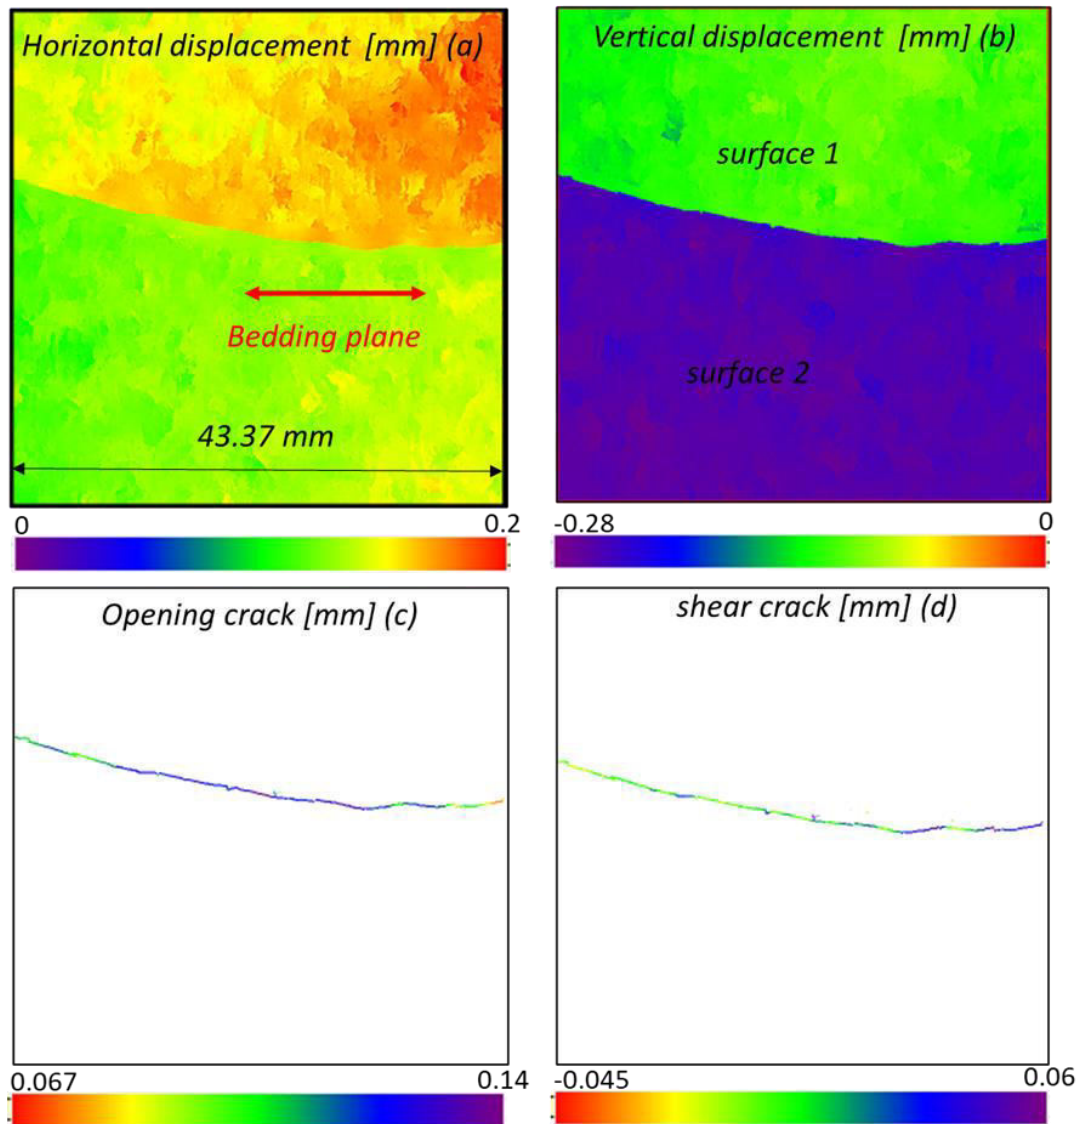 Horizontal displacement [mm] (a)
Bedding plane
43.37 mm
0 0.2
Vertical displacement [mm] (b)
surface 1
surface 2
-0.28 0
Opening crack [mm] (c)
0.067 0.14
shear crack [mm] (d)
-0.045 0.06